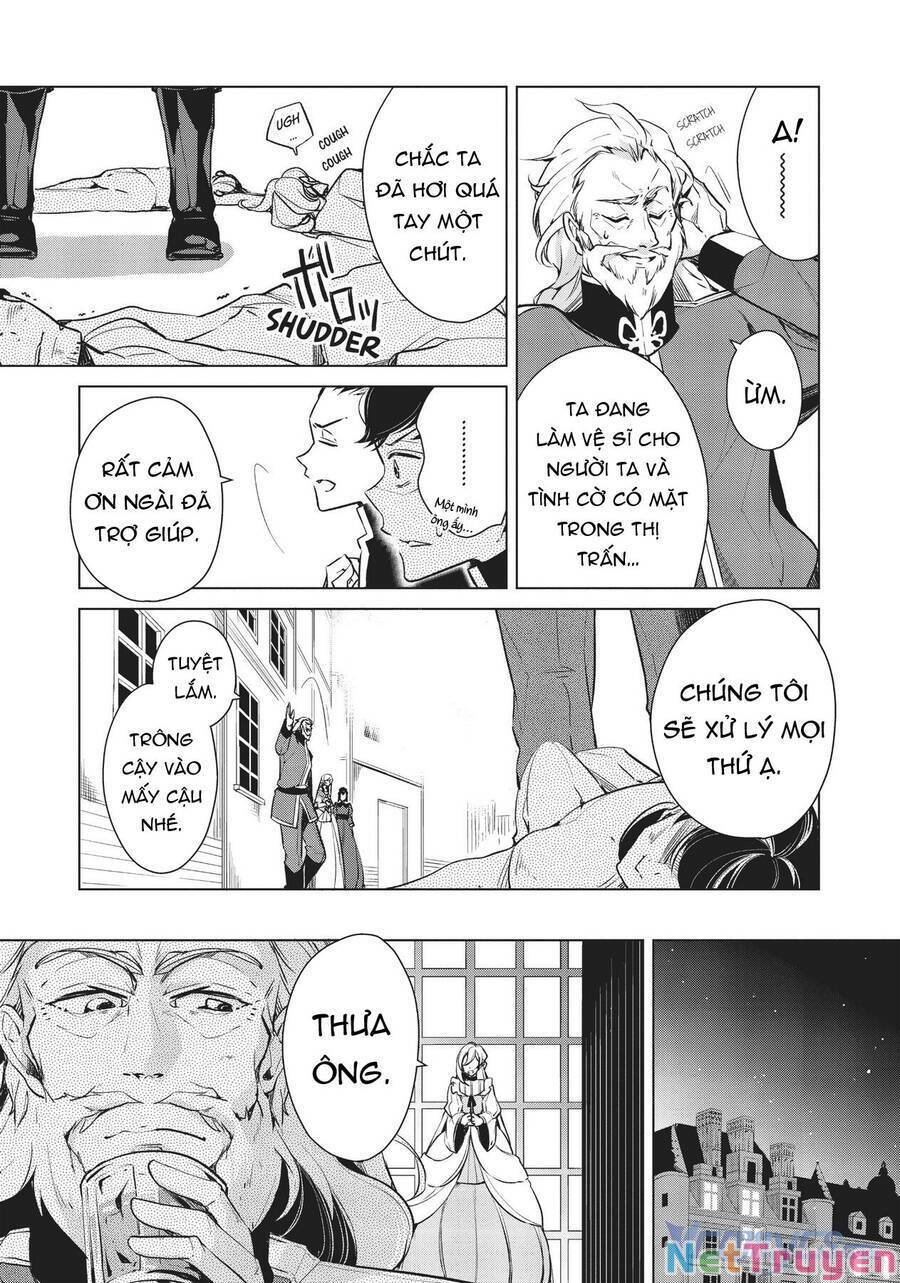 A!
SCRATCH
SCRATCH
ỪM.
TA ĐANG
LÀM VỆ SĨ CHO
NGƯỜI TA VÀ
TÌNH CỜ CÓ MẶT
TRONG THỊ
TRẤN...
CHẮC TA
ĐÃ HƠI QUÁ
TAY MỘT
CHÚT.
UGH
...
COUGH
COUGH
ボロッ
SHUDDER
.........
Một mình
ông ấy...
RẤT CẢM
ƠN NGÀI ĐÃ
TRỢ GIÚP.
CHÚNG TÔI
SẼ XỬ LÝ MỌI
THỨ Ạ.
TUYỆT
LẮM.
TRÔNG
CẬY VÀO
MẤY CẬU
NHÉ.
THƯA
ÔNG.
NetTruyen